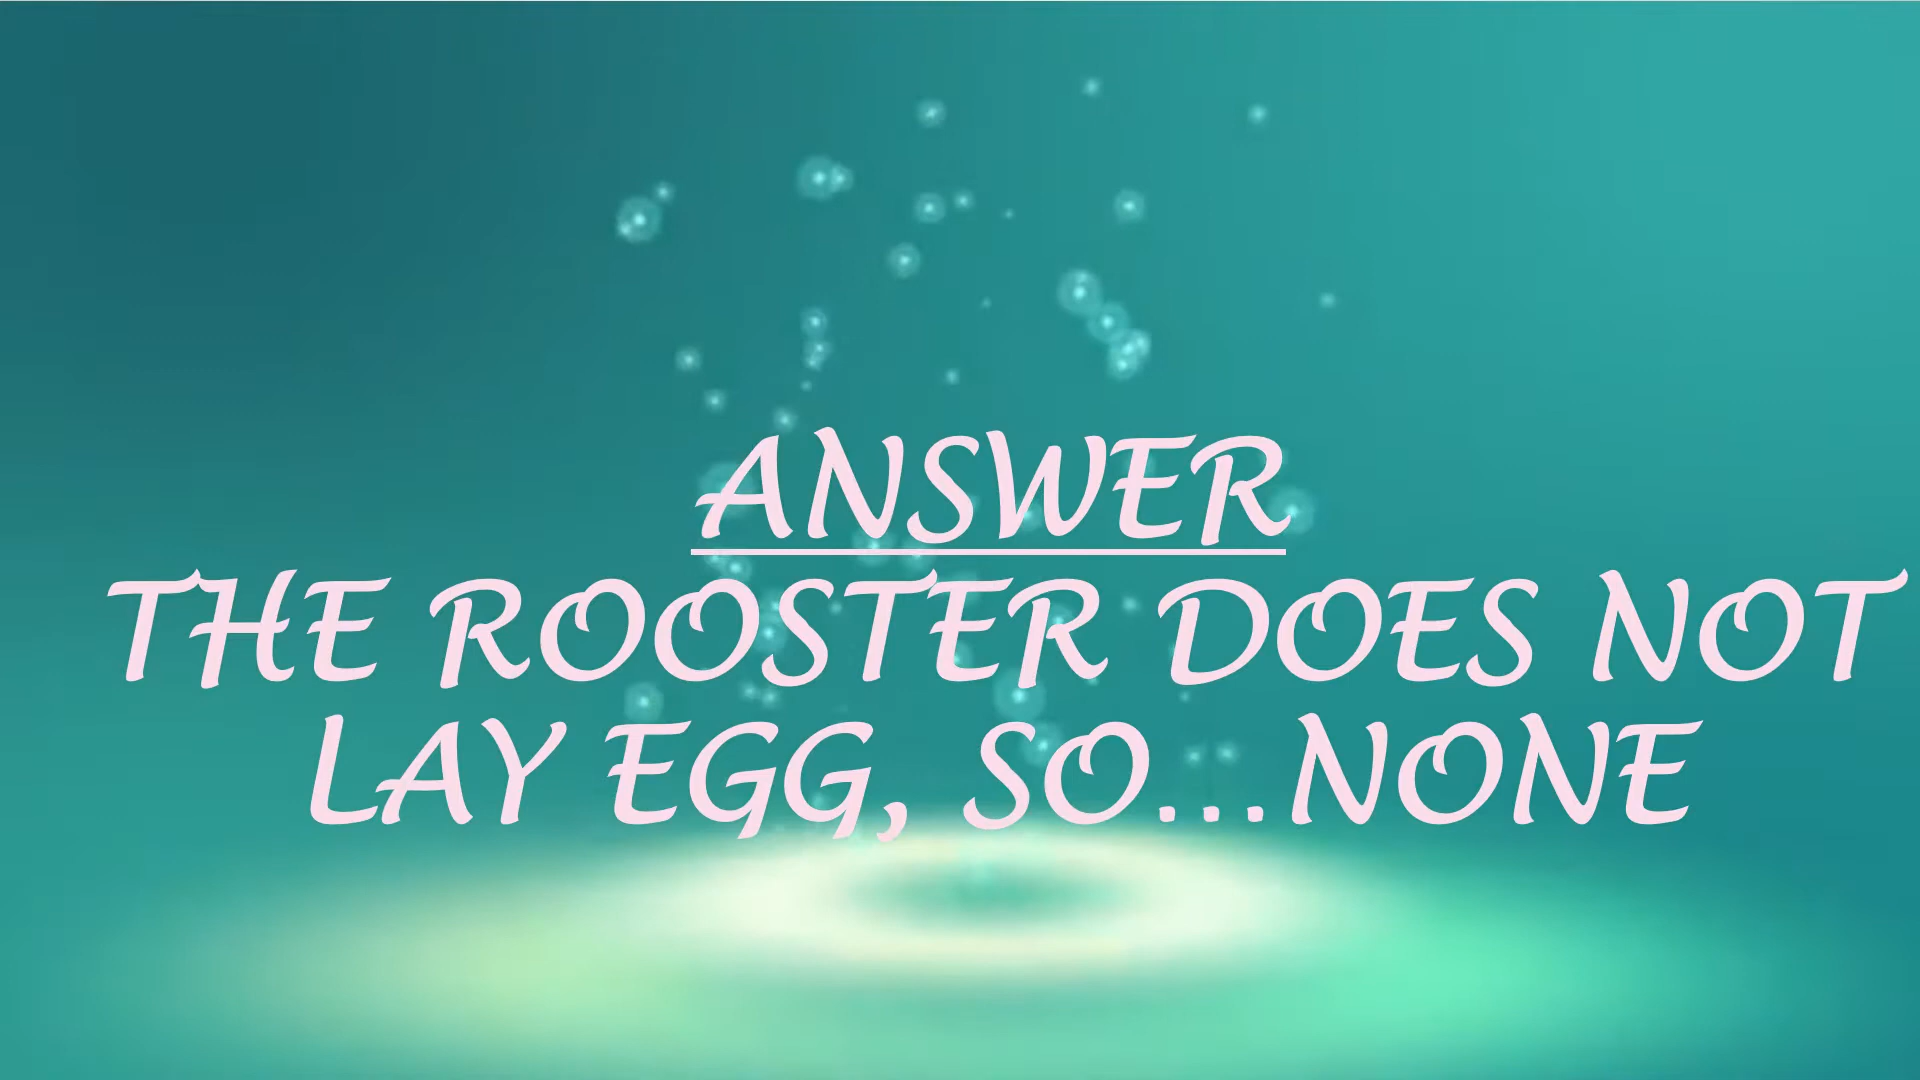 ANSWER
THE ROOSTER DOES NOT
LAY EGG, SO...NONE